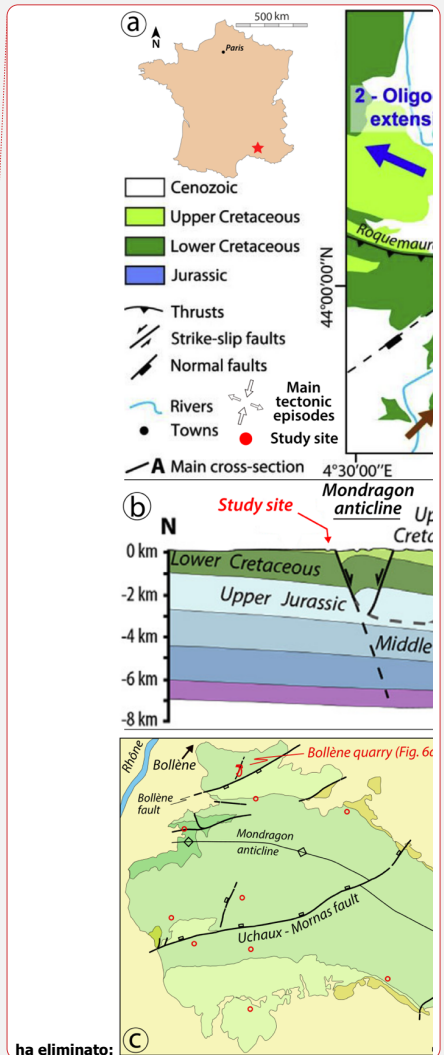 a
500 km
N
Paris
2 - Oligo
extens
Cenozoic
Upper Cretaceous
Lower Cretaceous
Jurassic
Roquemaur
44°00'00"N
Thrusts
Strike-slip faults
Normal faults
Rivers
Towns
Main
tectonic
episodes
Study site
A Main cross-section
4°30'00"E
b
N
Study site
Mondragon
anticline
Up
Creta
0 km
Lower Cretaceous
-2 km
Upper Jurassic
-4 km
Middle
-6 km
-8 km
Rhône
Bollène
Bollène quarry (Fig. 6c
Bollène
fault
Mondragon
anticline
Uchaux - Mornas fault
c
ha eliminato: